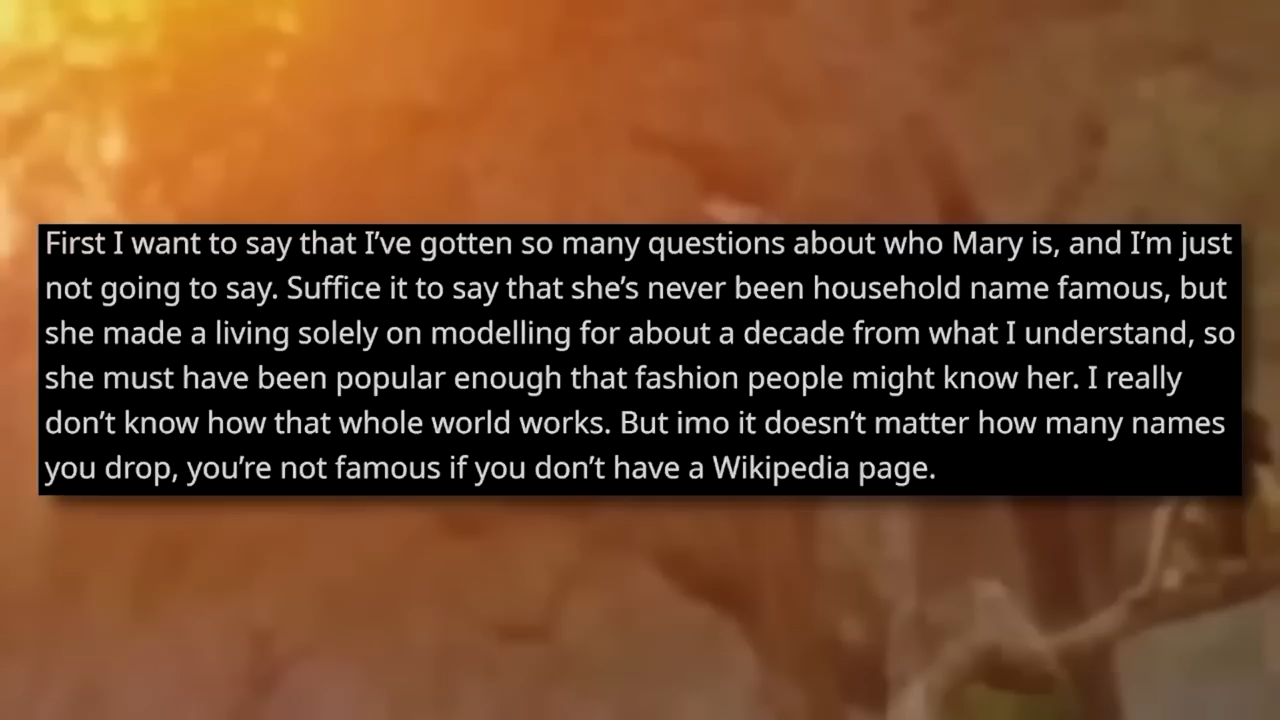 First I want to say that I’ve gotten so many questions about who Mary is, and I’m just
not going to say. Suffice it to say that she’s never been household name famous, but
she made a living solely on modelling for about a decade from what I understand, so
she must have been popular enough that fashion people might know her. I really
don’t know how that whole world works. But imo it doesn’t matter how many names
you drop, you’re not famous if you don’t have a Wikipedia page.